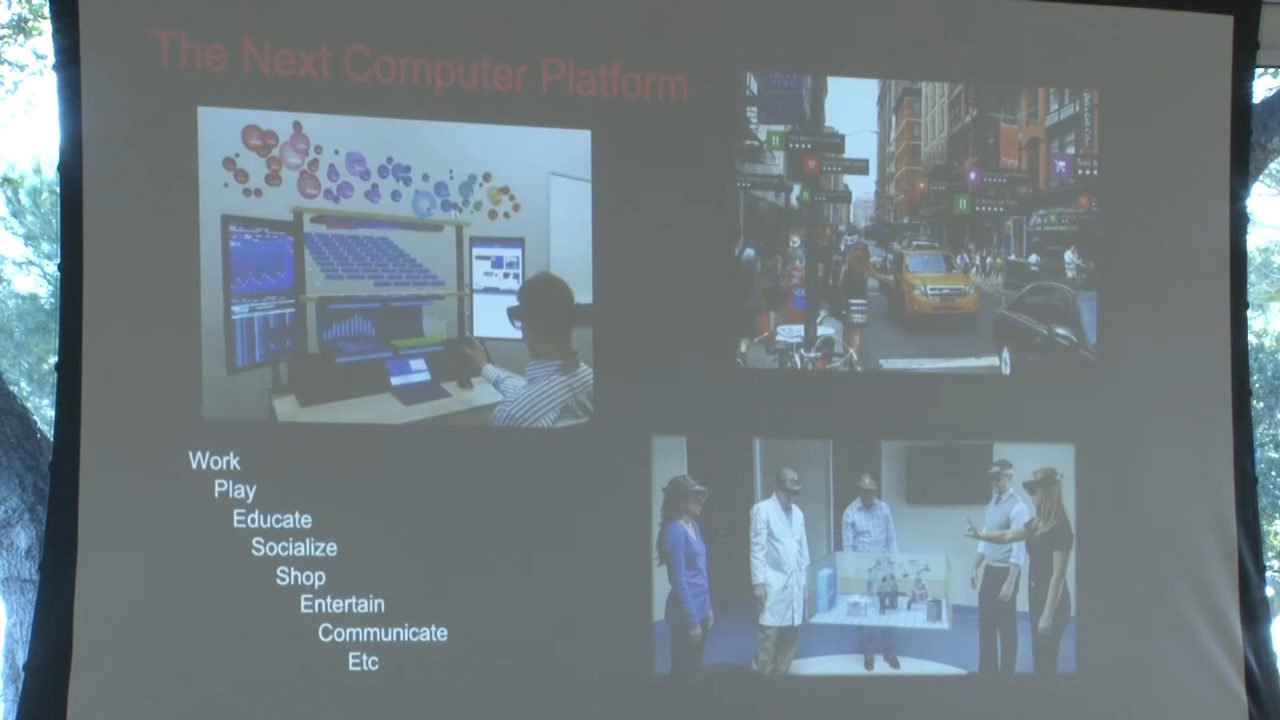 The Next Computer Platform
Work
Play
Educate
Socialize
Shop
Entertain
Communicate
Etc